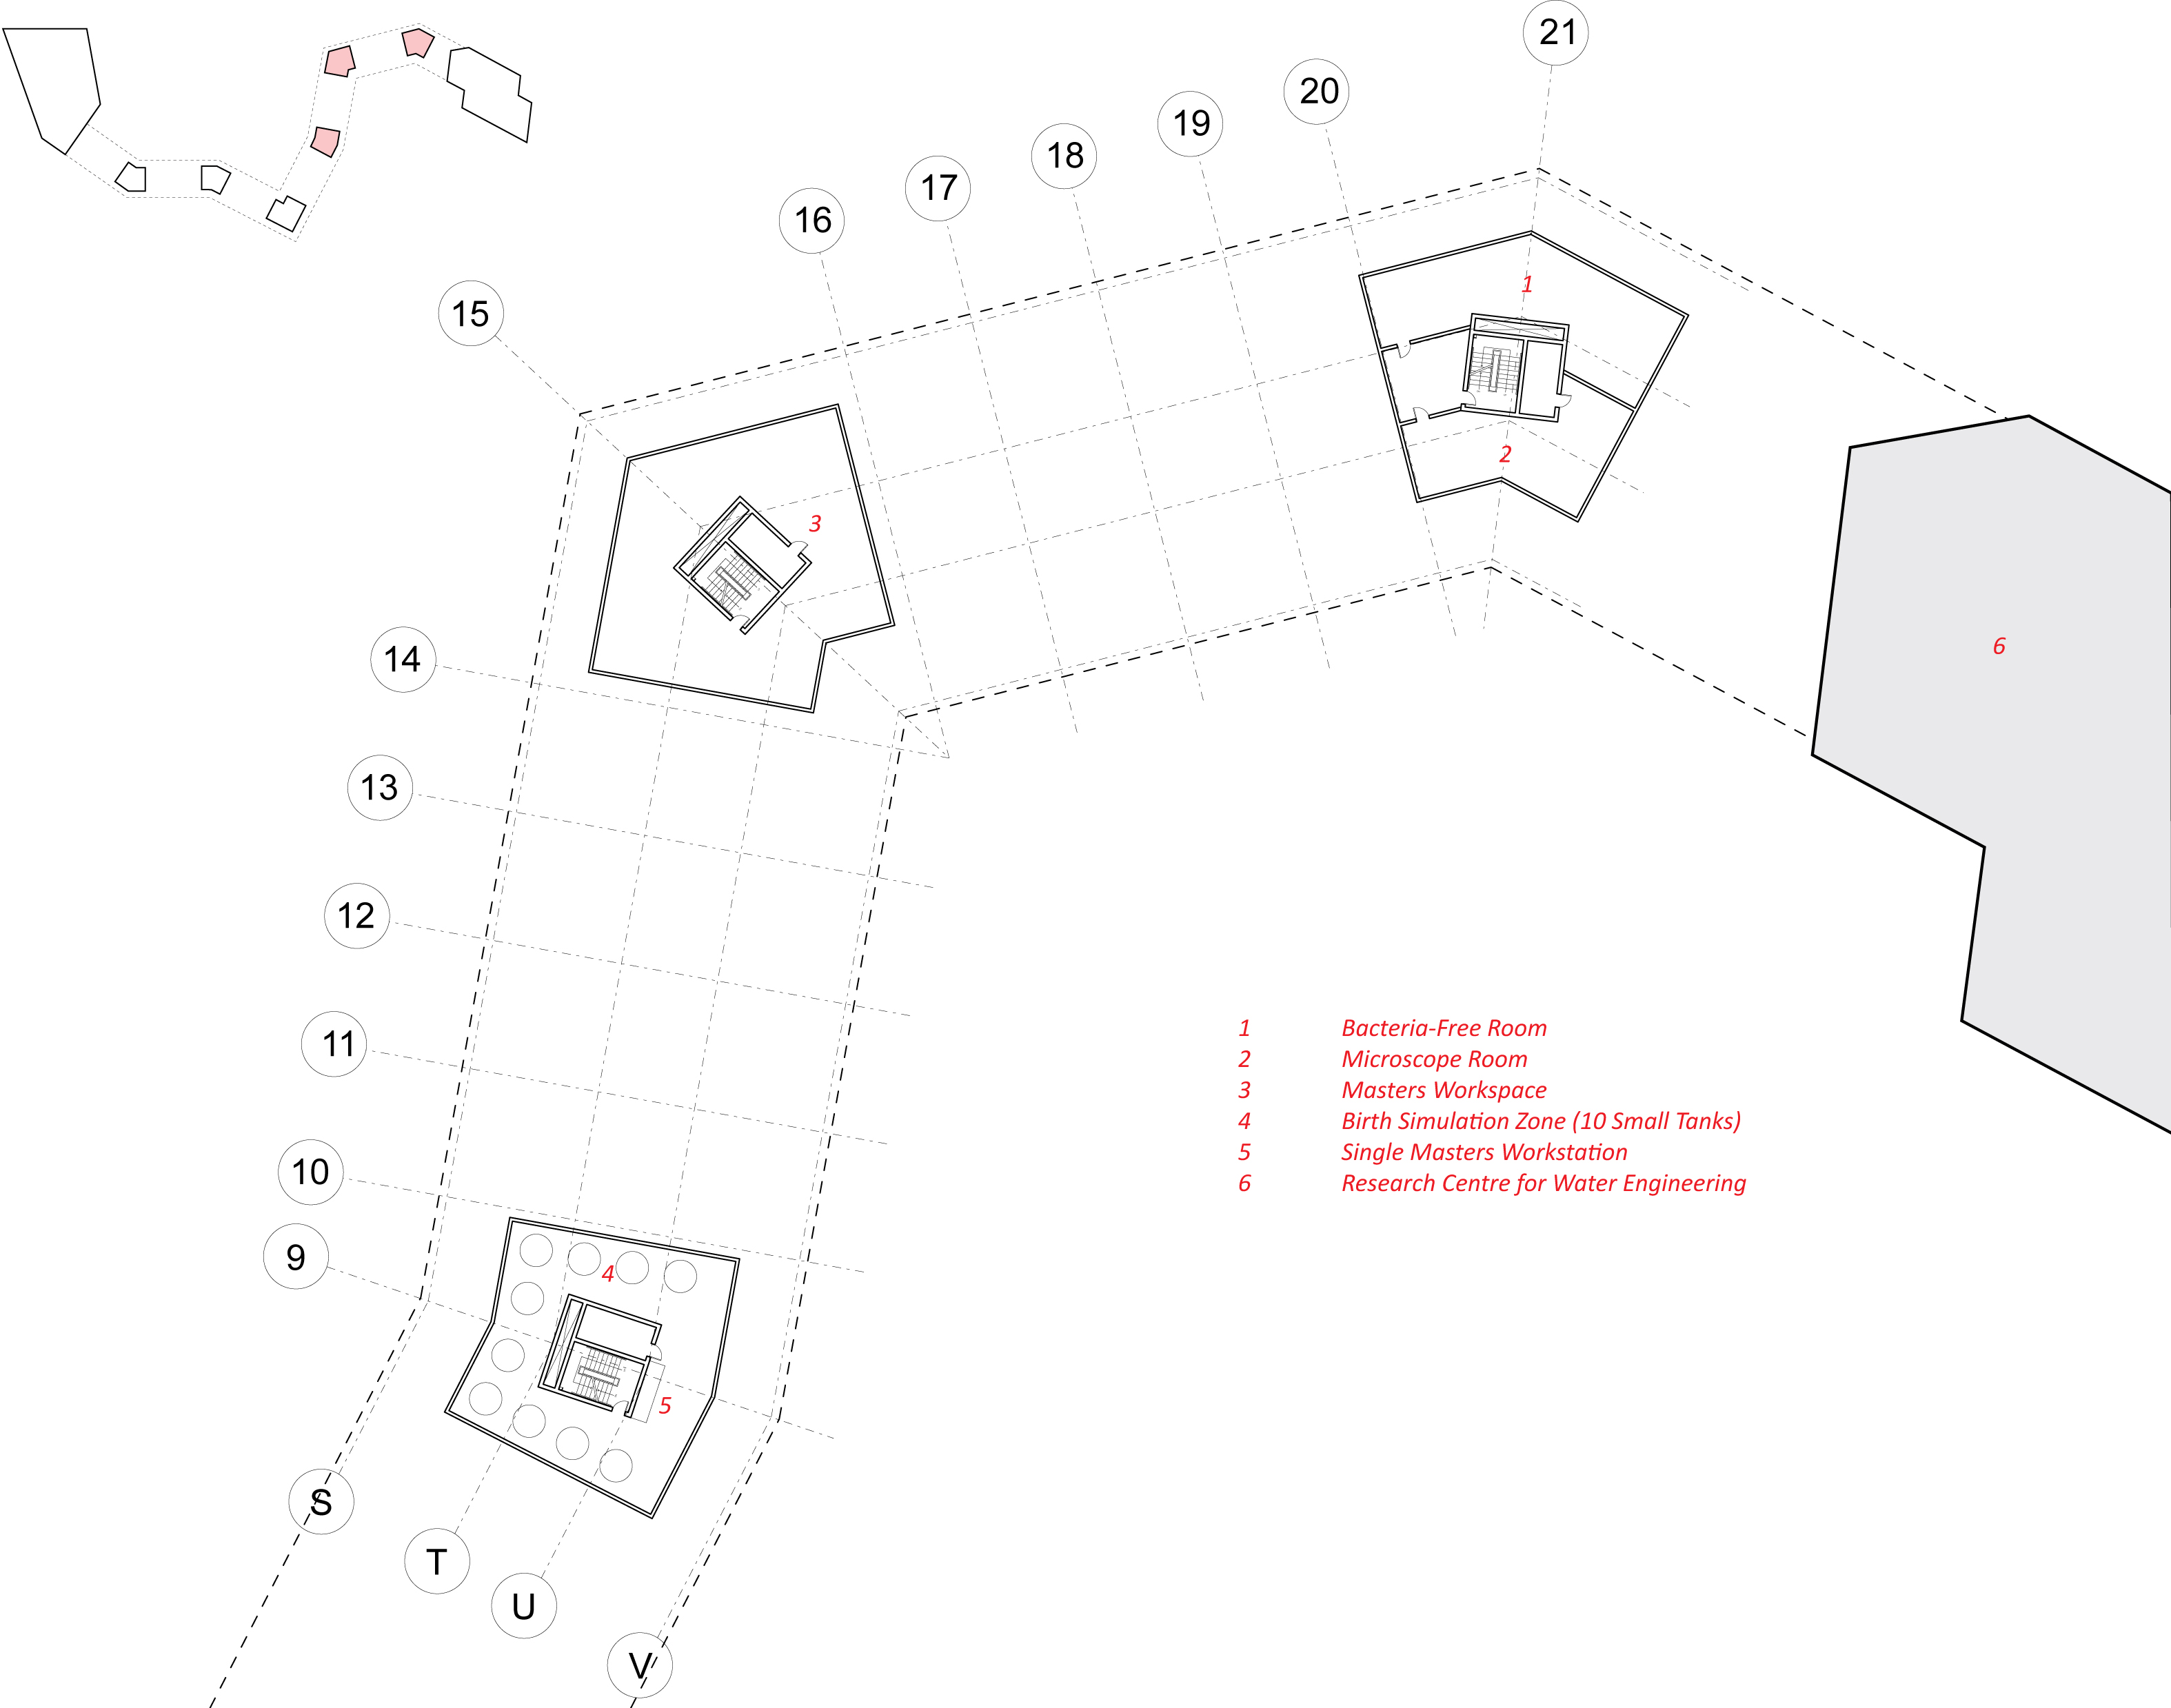 21
20
19
18
17
16
15
14
13
12
11
10
9
S
T
U
V
1
2
3
4
5
6
1 Bacteria-Free Room
2 Microscope Room
3 Masters Workspace
4 Birth Simulation Zone (10 Small Tanks)
5 Single Masters Workstation
6 Research Centre for Water Engineering